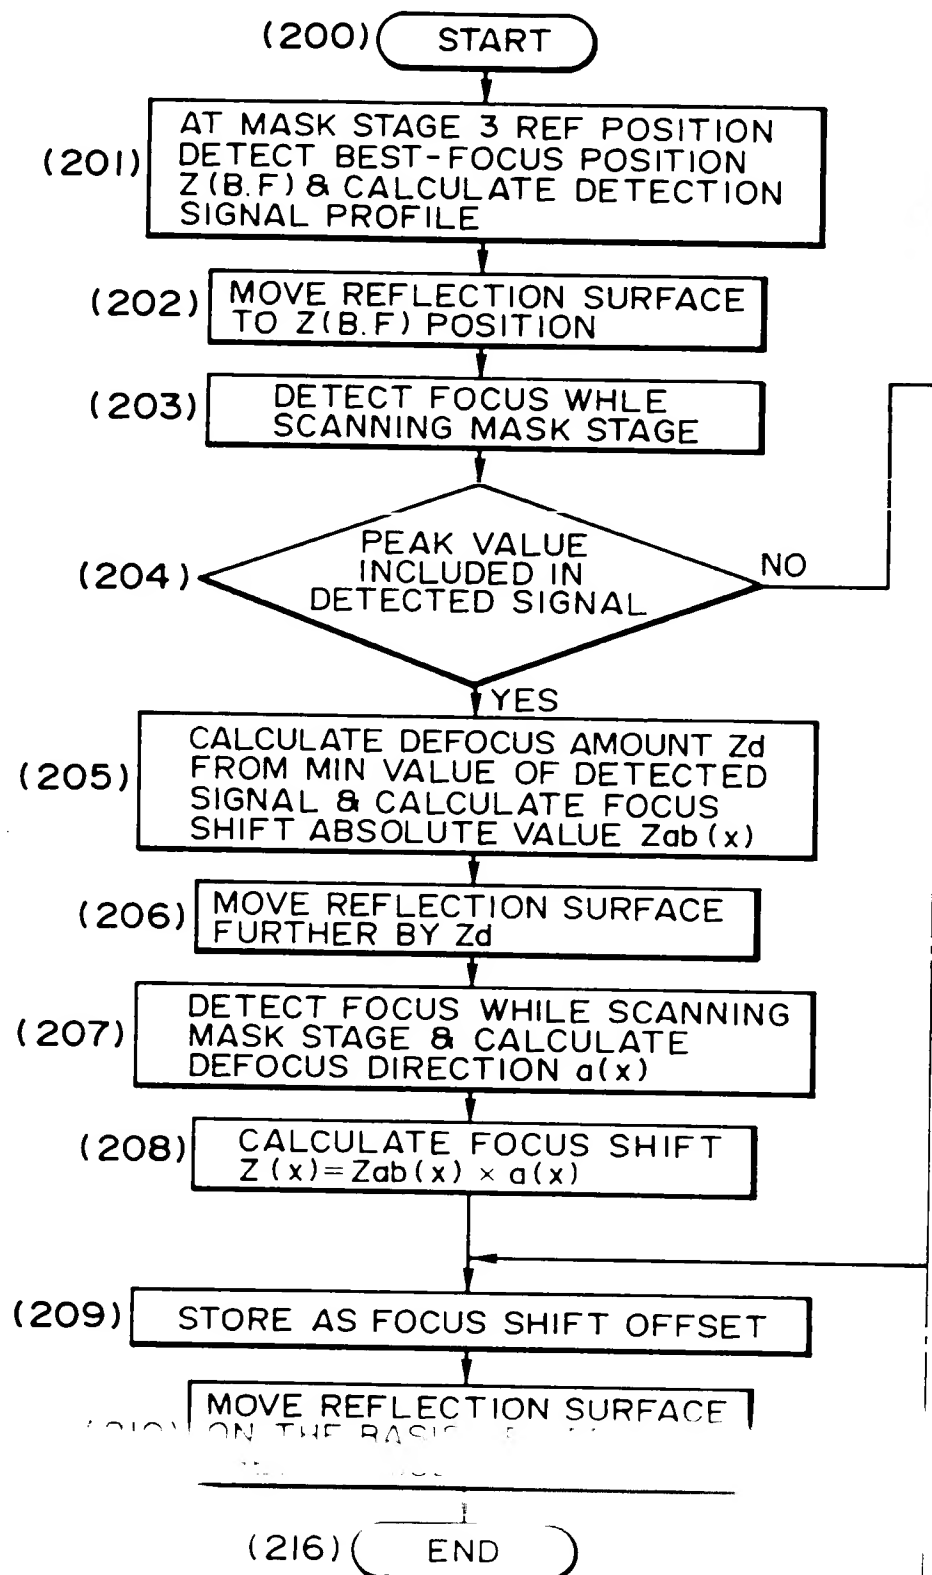 (200) START
(201) AT MASK STAGE 3 REF POSITION
DETECT BEST-FOCUS POSITION
Z(B.F) & CALCULATE DETECTION
SIGNAL PROFILE
(202) MOVE REFLECTION SURFACE
TO Z(B.F) POSITION
(203) DETECT FOCUS WHLE
SCANNING MASK STAGE
(204) PEAK VALUE
INCLUDED IN
DETECTED SIGNAL
NO
YES
(205) CALCULATE DEFOCUS AMOUNT Zd
FROM MIN VALUE OF DETECTED
SIGNAL & CALCULATE FOCUS
SHIFT ABSOLUTE VALUE Zab(x)
(206) MOVE REFLECTION SURFACE
FURTHER BY Zd
(207) DETECT FOCUS WHILE SCANNING
MASK STAGE & CALCULATE
DEFOCUS DIRECTION a(x)
(208) CALCULATE FOCUS SHIFT
Z(x)=Zab(x) × a(x)
(209) STORE AS FOCUS SHIFT OFFSET
MOVE REFLECTION SURFACE
ON THE BASIS
(216) END